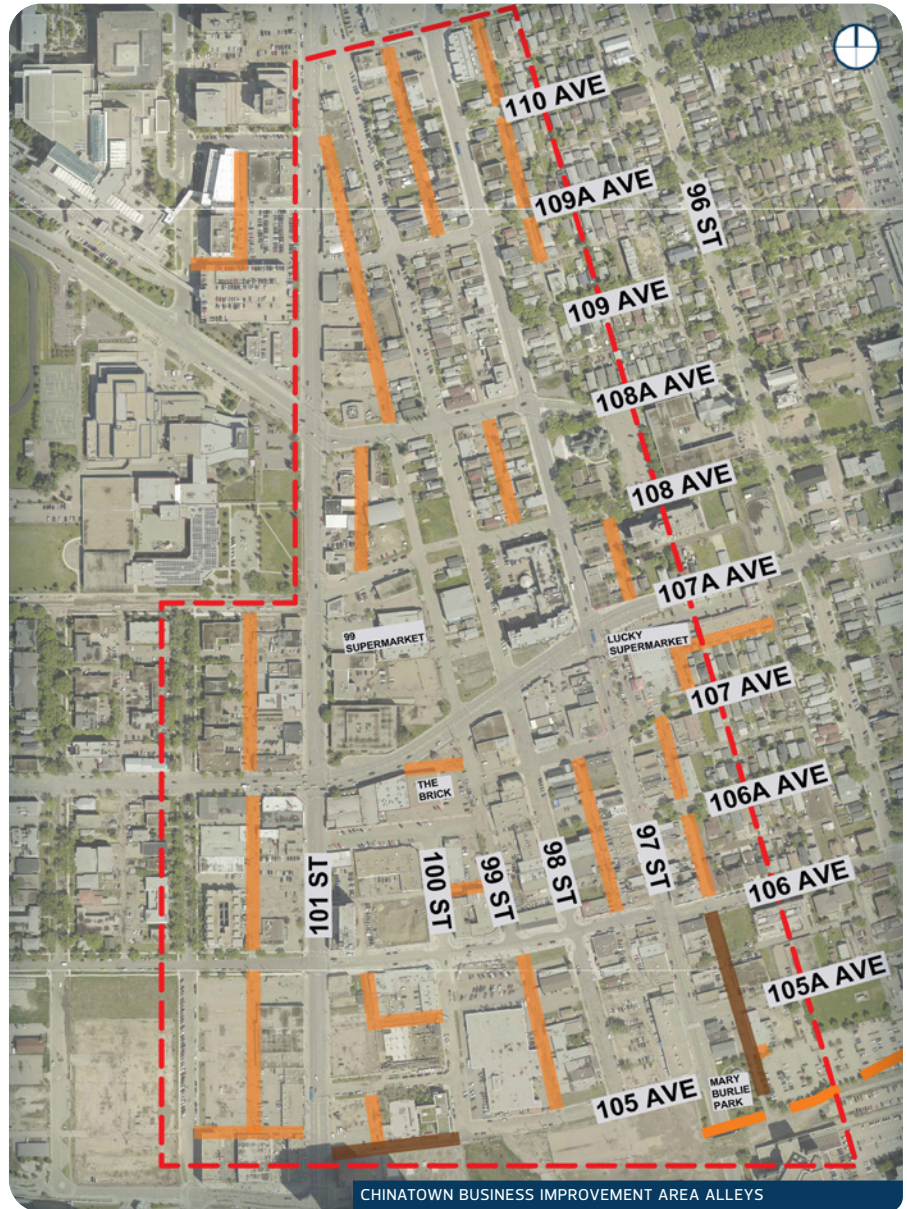 110 AVE
109A AVE
96 ST
109 AVE
108A AVE
108 AVE
107A AVE
99
SUPERMARKET
LUCKY
SUPERMARKET
107 AVE
THE
BRICK
106A AVE
101 ST
100 ST
99 ST
98 ST
97 ST
106 AVE
105A AVE
105 AVE
MARY
BURLIE
PARK
CHINATOWN BUSINESS IMPROVEMENT AREA ALLEYS